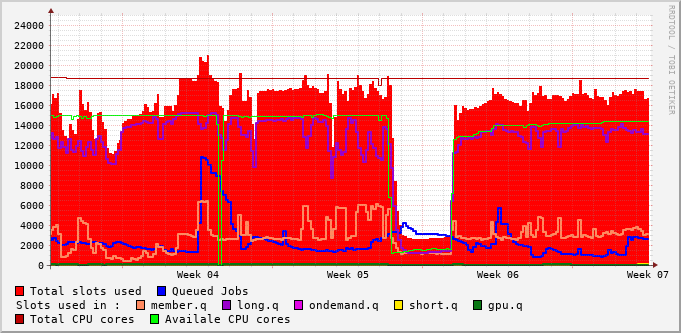 24000
22000
20000
18000
16000
14000
12000
10000
8000
6000
4000
2000
0
Week 04 Week 05 Week 06 Week 07
Total slots used Queued Jobs
Slots used in : member.q long.q ondemand.q short.q gpu.q
Total CPU cores Availale CPU cores
RRDTOOL / TOBI OETIKER